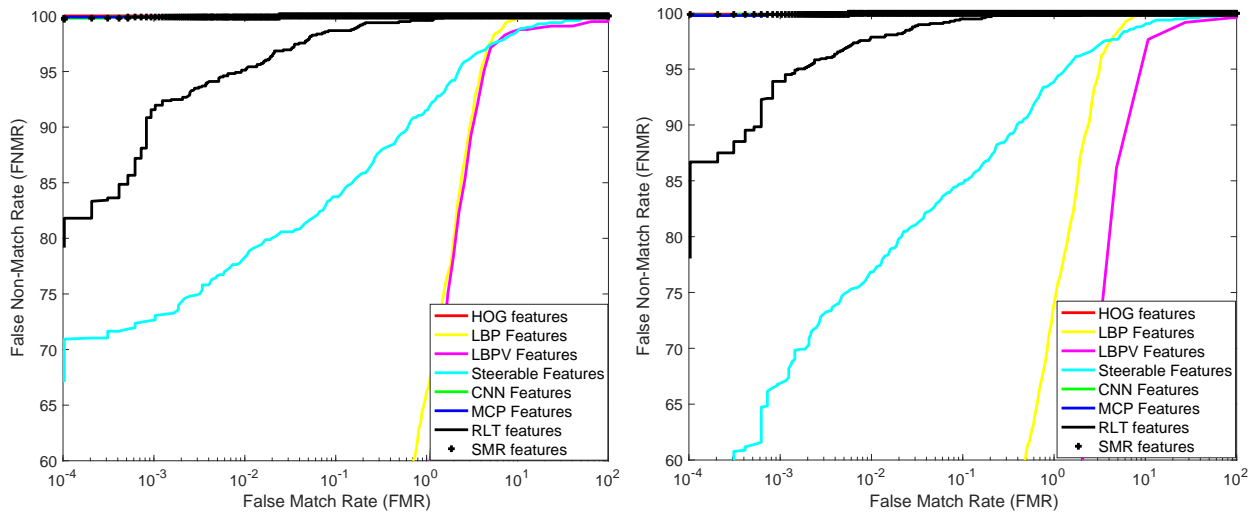 100
95
90
85
80
75
70
65
60
False Non-Match Rate (FNMR)
10^-4
10^-3
10^-2
10^-1
10^0
10^1
10^2
False Match Rate (FMR)
HOG features
LBP Features
LBPV Features
Steerable Features
CNN Features
MCP Features
RLT features
SMR features
100
95
90
85
80
75
70
65
60
False Non-Match Rate (FNMR)
10^-4
10^-3
10^-2
10^-1
10^0
10^1
10^2
False Match Rate (FMR)
HOG features
LBP Features
LBPV Features
Steerable Features
CNN Features
MCP Features
RLT features
SMR features